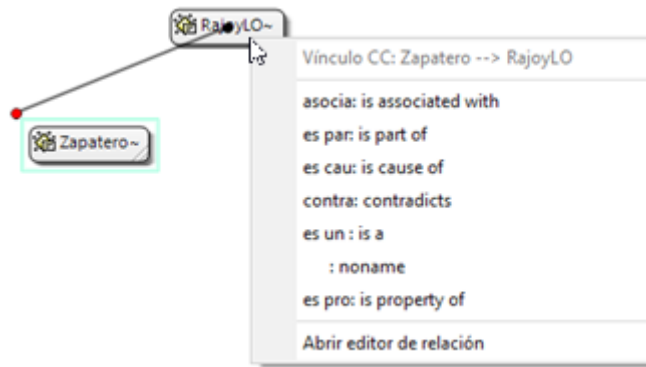 RajoyLO~
Vínculo CC: Zapatero --> RajoyLO
asocia: is associated with
Zapatero~
es par: is part of
es cau: is cause of
contra: contradicts
es un : is a
: noname
es pro: is property of
Abrir editor de relación